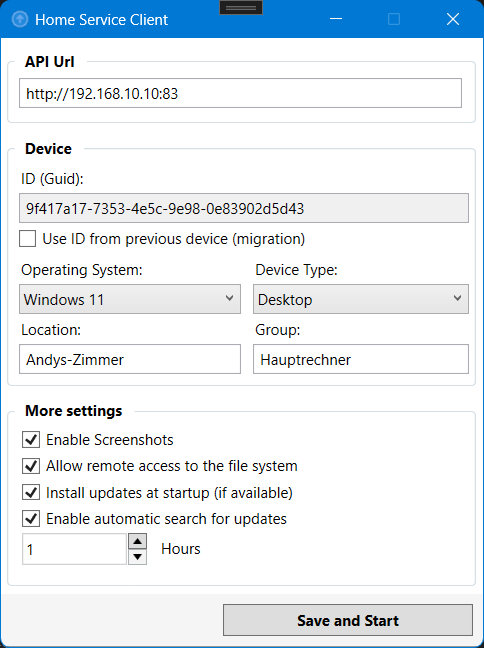 Home Service Client
API Url
http://192.168.10.10:83
Device
ID (Guid):
9f417a17-7353-4e5c-9e98-0e83902d5d43
Use ID from previous device (migration)
Operating System: Device Type:
Windows 11 Desktop
Location: Group:
Andys-Zimmer Hauptrechner
More settings
Enable Screenshots
Allow remote access to the file system
Install updates at startup (if available)
Enable automatic search for updates
1 Hours
Save and Start